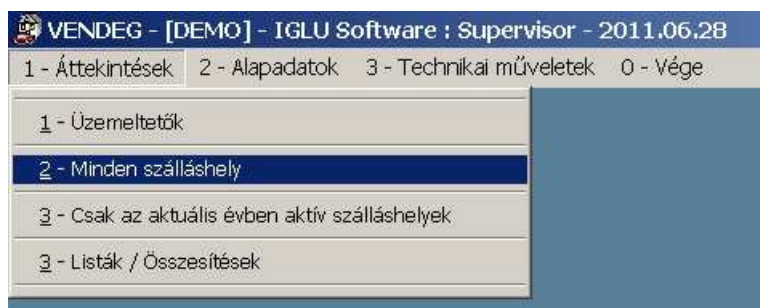 VENDEG - [DEMO] - IGLU Software : Supervisor - 2011.06.28
1 - Áttekintések 2 - Alapadatok 3 - Technikai műveletek 0 - Vége
1 - Üzemeltetők
2 - Minden szálláshely
3 - Csak az aktuális évben aktív szálláshelyek
3 - Listák / Összesítések